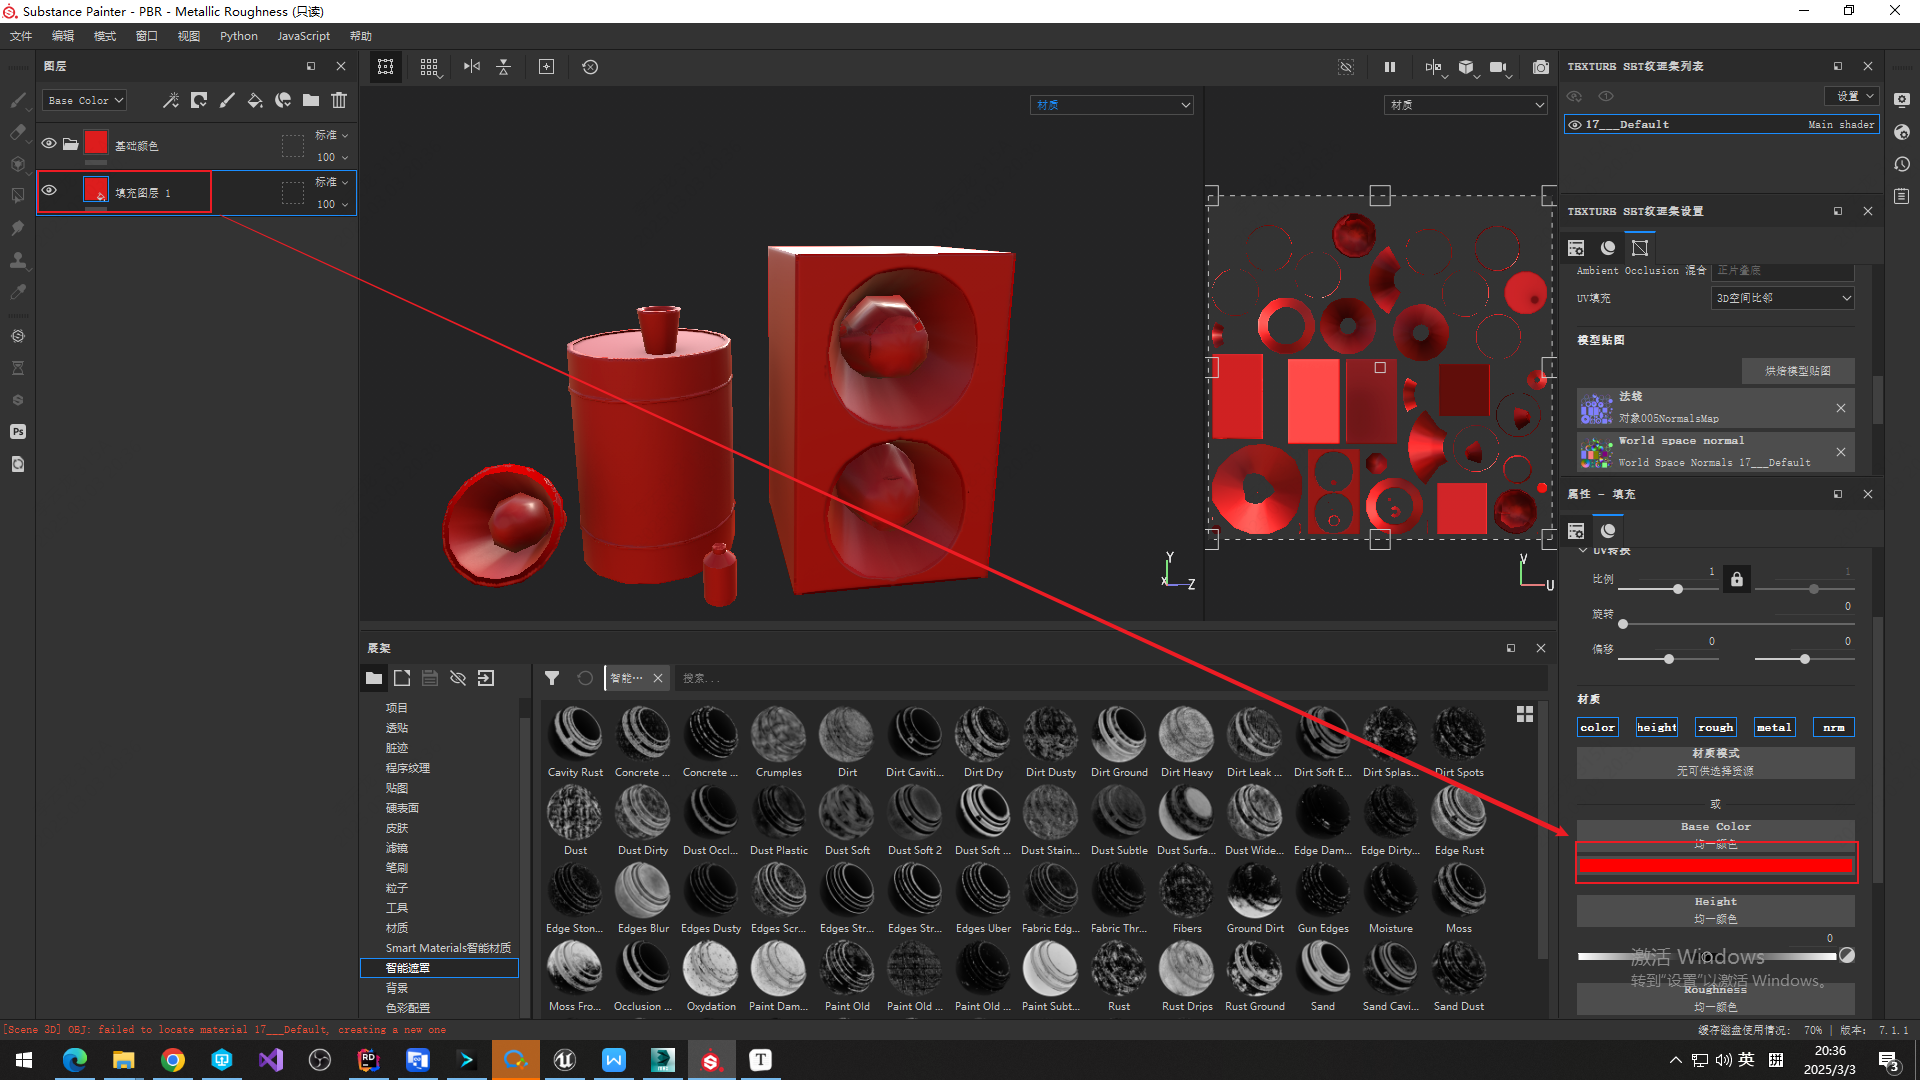 Substance Painter - PBR - Metallic Roughness (只读)
文件 编辑 模式 窗口 视图 Python JavaScript 帮助
图层
Base Color
基础颜色
标准
100
填充图层 1
标准
100
材质
材质
Y
X
Z
V
U
TEXTURE SET纹理集列表
设置
17___Default
Main shader
TEXTURE SET纹理集设置
Ambient Occlusion 混合 正片叠底
UV填充 3D空间比邻
模型贴图
烘焙模型贴图
法线
对象005NormalsMap
World space normal
World Space Normals 17___Default
属性 - 填充
UV转换
比例 1 1
旋转 0
偏移 0 0
材质
color height rough metal nrm
材质模式
无可供选择资源
或
Base Color
均一颜色
Height
均一颜色
0
Roughness
均一颜色
激活 Windows
转到“设置”以激活 Windows。
展架
智能… 搜索...
项目
透贴
脏迹
程序纹理
贴图
硬表面
皮肤
滤镜
笔刷
粒子
工具
材质
Smart Materials智能材质
智能遮罩
背景
色彩配置
Cavity Rust Concrete ... Concrete ... Crumples Dirt Dirt Caviti... Dirt Dry Dirt Dusty Dirt Ground Dirt Heavy Dirt Leak ... Dirt Soft E... Dirt Splas... Dirt Spots
Dust Dust Dirty Dust Occl... Dust Plastic Dust Soft Dust Soft 2 Dust Soft ... Dust Stain... Dust Subtle Dust Surfa... Dust Wide... Edge Dam... Edge Dirty... Edge Rust
Edge Ston... Edges Blur Edges Dusty Edges Scr... Edges Str... Edges Str... Edges Uber Fabric Edg... Fabric Thr... Fibers Ground Dirt Gun Edges Moisture Moss
Moss Fro... Occlusion ... Oxydation Paint Dam... Paint Old Paint Old ... Paint Old ... Paint Subt... Rust Rust Drips Rust Ground Sand Sand Cavi... Sand Dust
[Scene 3D] OBJ: failed to locate material 17___Default, creating a new one
缓存磁盘使用情况: 70% | 版本: 7.1.1
英
20:36
2025/3/3
3
Ps
RD
T